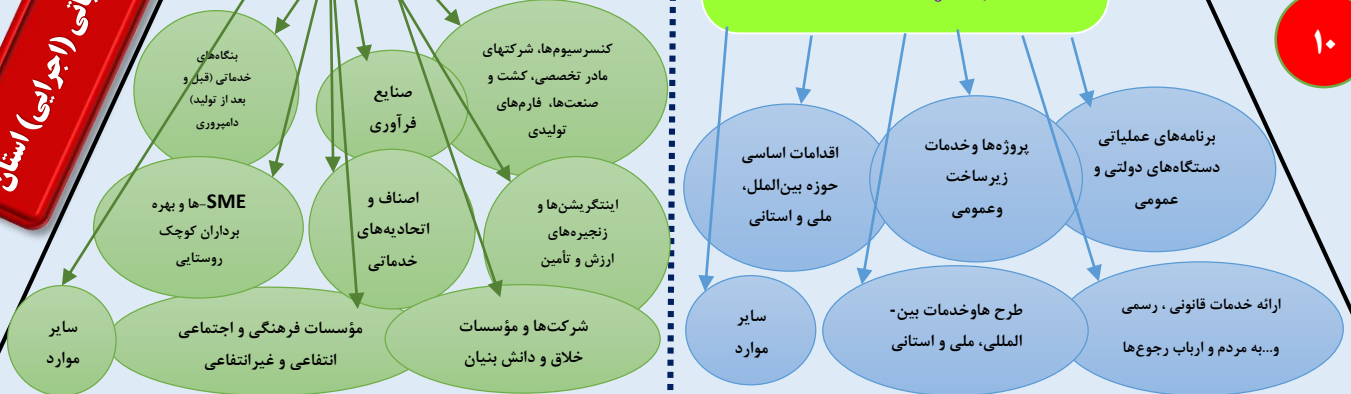 ۱۰
برنامه‌های عملیاتی
دستگاه‌های دولتی و
عمومی
پروژه‌ها وخدمات
زیرساخت
وعمومی
اقدامات اساسی
حوزه بین‌الملل،
ملی و استانی
ارائه خدمات قانونی ، رسمی
و...به مردم و ارباب رجوع‌ها
طرح هاوخدمات بین-
المللی، ملی و استانی
سایر
موارد
کنسرسیوم‌ها، شرکتهای
مادر تخصصی، کشت و
صنعت‌ها، فارم‌های
تولیدی
صنایع
فرآوری
بنگاه‌های
خدماتی (قبل و
بعد از تولید)
دامپروری
اینتگریشن‌ها و
زنجیره‌های
ارزش و تأمین
اصناف و
اتحادیه‌های
خدماتی
SME-ها و بهره
برداران کوچک
روستایی
شرکت‌ها و مؤسسات
خلاق و دانش بنیان
مؤسسات فرهنگی و اجتماعی
انتفاعی و غیرانتفاعی
سایر
موارد
(اجرایی) استان